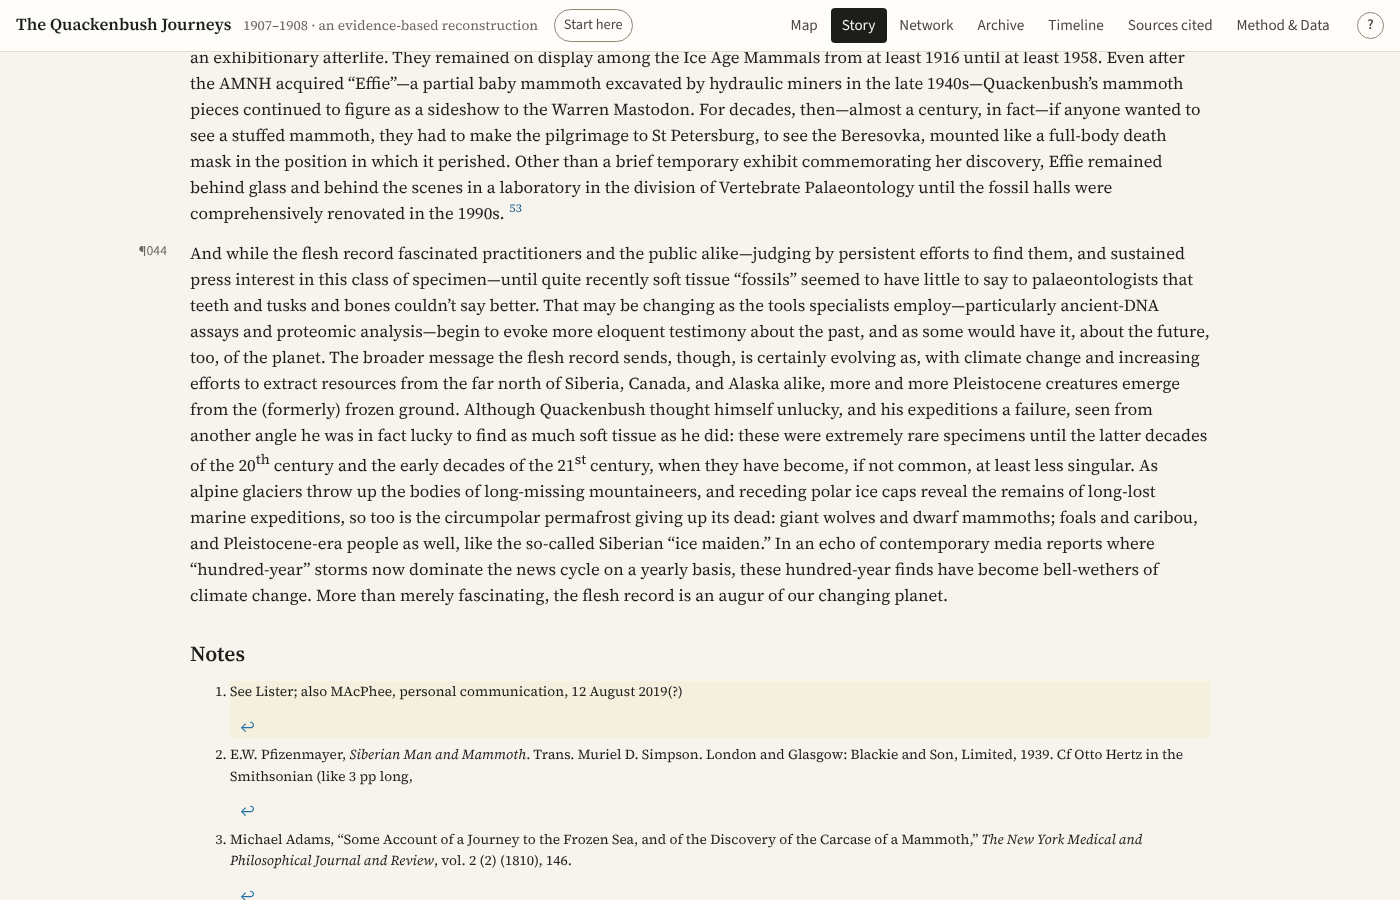 The Quackenbush Journeys 1907–1908 · an evidence-based reconstruction Start here Map Story Network Archive Timeline Sources cited Method & Data ?
an exhibitionary afterlife. They remained on display among the Ice Age Mammals from at least 1916 until at least 1958. Even after
the AMNH acquired “Effie”—a partial baby mammoth excavated by hydraulic miners in the late 1940s—Quackenbush’s mammoth
pieces continued to figure as a sideshow to the Warren Mastodon. For decades, then—almost a century, in fact—if anyone wanted to
see a stuffed mammoth, they had to make the pilgrimage to St Petersburg, to see the Beresovka, mounted like a full-body death
mask in the position in which it perished. Other than a brief temporary exhibit commemorating her discovery, Effie remained
behind glass and behind the scenes in a laboratory in the division of Vertebrate Palaeontology until the fossil halls were
comprehensively renovated in the 1990s. 53
¶044 And while the flesh record fascinated practitioners and the public alike—judging by persistent efforts to find them, and sustained
press interest in this class of specimen—until quite recently soft tissue “fossils” seemed to have little to say to palaeontologists that
teeth and tusks and bones couldn’t say better. That may be changing as the tools specialists employ—particularly ancient-DNA
assays and proteomic analysis—begin to evoke more eloquent testimony about the past, and as some would have it, about the future,
too, of the planet. The broader message the flesh record sends, though, is certainly evolving as, with climate change and increasing
efforts to extract resources from the far north of Siberia, Canada, and Alaska alike, more and more Pleistocene creatures emerge
from the (formerly) frozen ground. Although Quackenbush thought himself unlucky, and his expeditions a failure, seen from
another angle he was in fact lucky to find as much soft tissue as he did: these were extremely rare specimens until the latter decades
of the 20th century and the early decades of the 21st century, when they have become, if not common, at least less singular. As
alpine glaciers throw up the bodies of long-missing mountaineers, and receding polar ice caps reveal the remains of long-lost
marine expeditions, so too is the circumpolar permafrost giving up its dead: giant wolves and dwarf mammoths; foals and caribou,
and Pleistocene-era people as well, like the so-called Siberian “ice maiden.” In an echo of contemporary media reports where
“hundred-year” storms now dominate the news cycle on a yearly basis, these hundred-year finds have become bell-wethers of
climate change. More than merely fascinating, the flesh record is an augur of our changing planet.
Notes
1. See Lister; also MAcPhee, personal communication, 12 August 2019(?)
↩
2. E.W. Pfizenmayer, Siberian Man and Mammoth. Trans. Muriel D. Simpson. London and Glasgow: Blackie and Son, Limited, 1939. Cf Otto Hertz in the
Smithsonian (like 3 pp long,
↩
3. Michael Adams, “Some Account of a Journey to the Frozen Sea, and of the Discovery of the Carcase of a Mammoth,” The New York Medical and
Philosophical Journal and Review, vol. 2 (2) (1810), 146.
↩